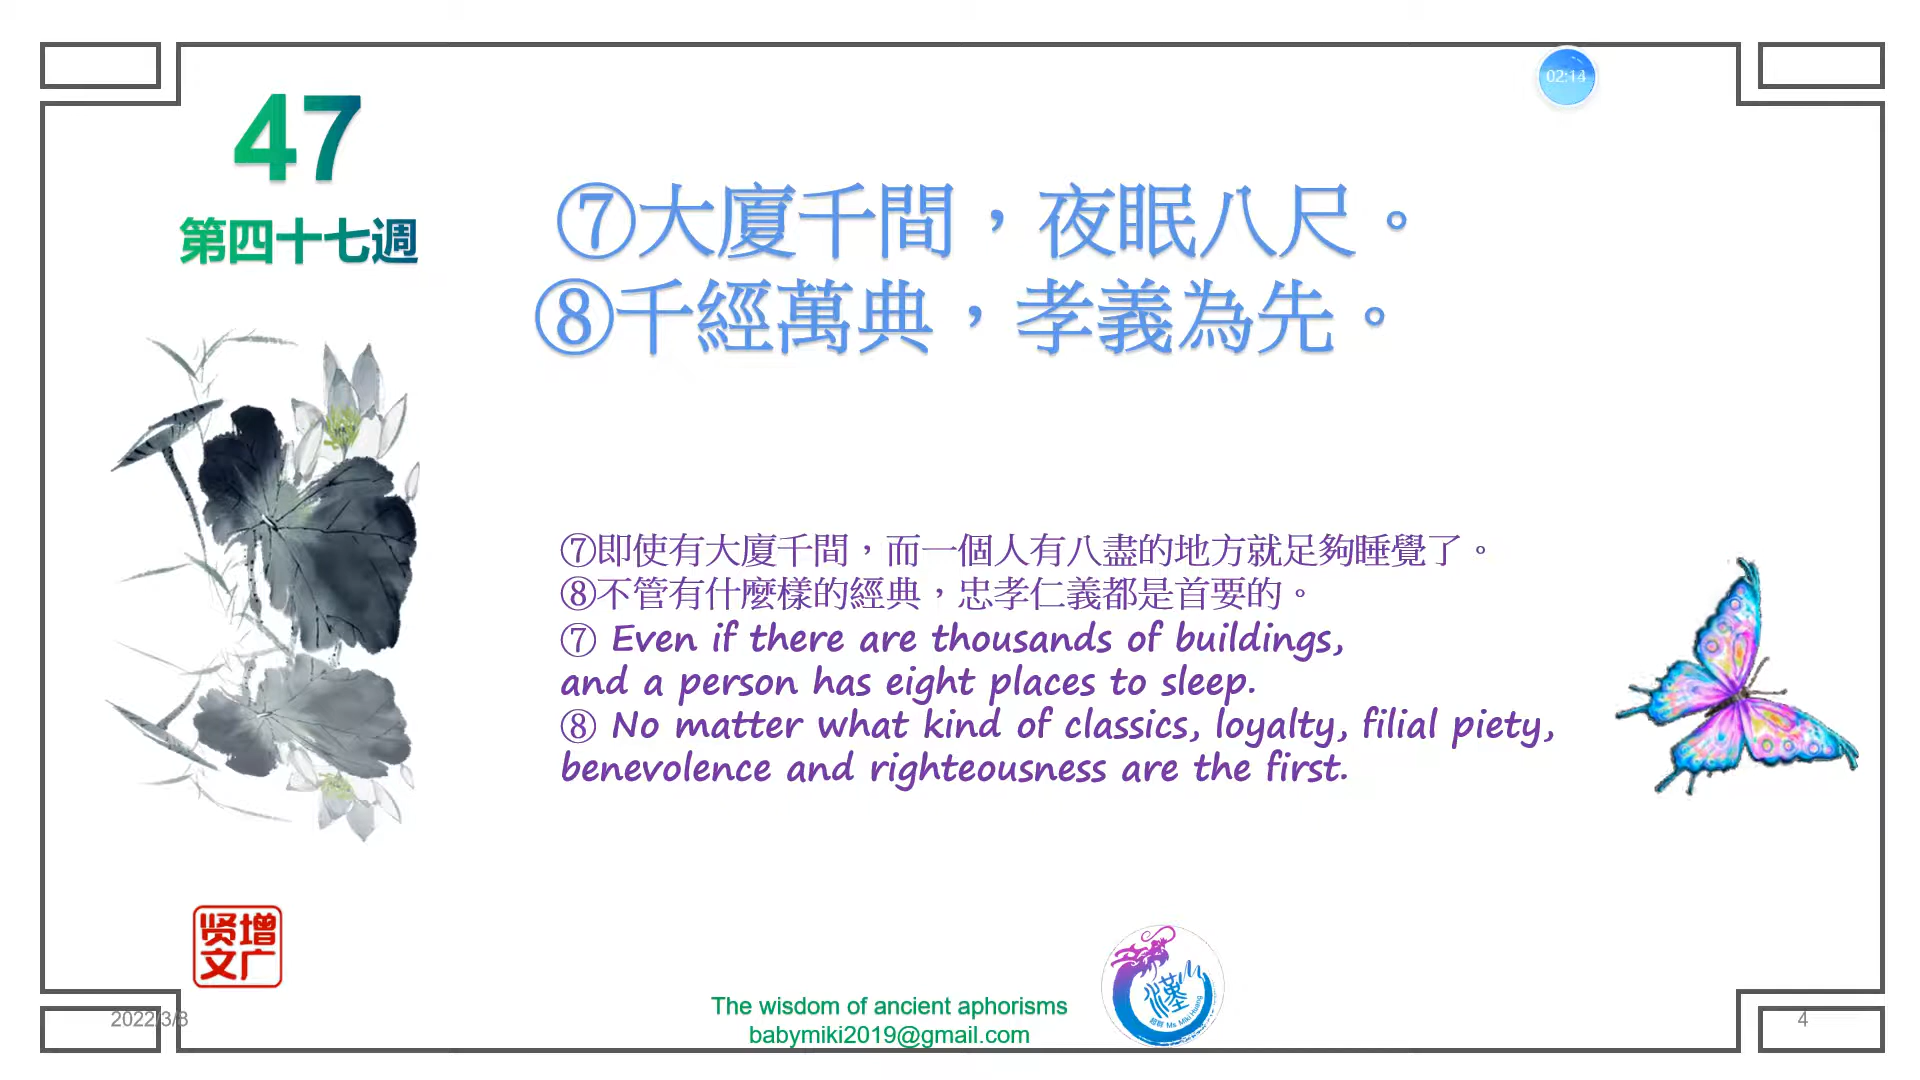 02:14
47
第四十七週
⑦大廈千間，夜眠八尺。
⑧千經萬典，孝義為先。
⑦即使有大廈千間，而一個人有八盡的地方就足夠睡覺了。
⑧不管有什麼樣的經典，忠孝仁義都是首要的。
⑦ Even if there are thousands of buildings,
and a person has eight places to sleep.
⑧ No matter what kind of classics, loyalty, filial piety,
benevolence and righteousness are the first.
增广
贤文
2022/3/8
The wisdom of ancient aphorisms
babymiki2019@gmail.com
Ms Miki Huang
4